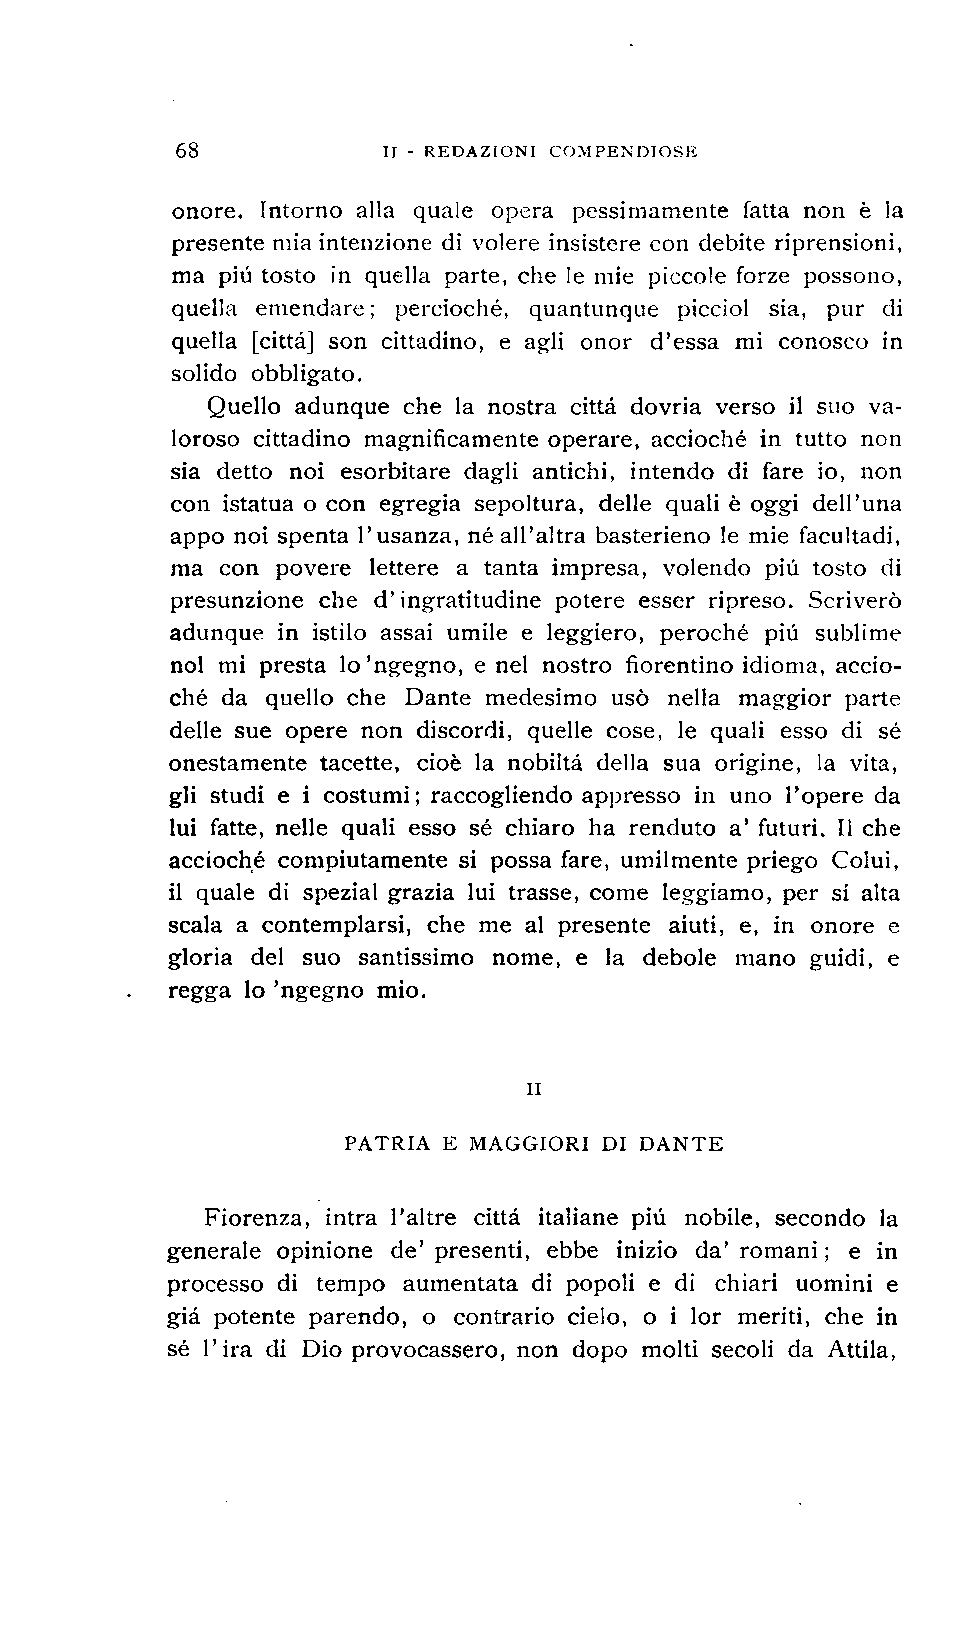 68 II - REDAZIONI COMPENDIOSE
onore. Intorno alla quale opera pessimamente fatta non è la
presente mia intenzione di volere insistere con debite riprensioni,
ma piú tosto in quella parte, che le mie piccole forze possono,
quella emendare; percioché, quantunque picciol sia, pur di
quella [cittá] son cittadino, e agli onor d'essa mi conosco in
solido obbligato.
Quello adunque che la nostra cittá dovria verso il suo va-
loroso cittadino magnificamente operare, accioché in tutto non
sia detto noi esorbitare dagli antichi, intendo di fare io, non
con istatua o con egregia sepoltura, delle quali è oggi dell'una
appo noi spenta l'usanza, né all'altra basterieno le mie facultadi,
ma con povere lettere a tanta impresa, volendo piú tosto di
presunzione che d'ingratitudine potere esser ripreso. Scriverò
adunque in istilo assai umile e leggiero, peroché piú sublime
nol mi presta lo 'ngegno, e nel nostro fiorentino idioma, accio-
ché da quello che Dante medesimo usò nella maggior parte
delle sue opere non discordi, quelle cose, le quali esso di sé
onestamente tacette, cioè la nobiltá della sua origine, la vita,
gli studi e i costumi; raccogliendo appresso in uno l'opere da
lui fatte, nelle quali esso sé chiaro ha renduto a' futuri. Il che
accioché compiutamente si possa fare, umilmente priego Colui,
il quale di spezial grazia lui trasse, come leggiamo, per sí alta
scala a contemplarsi, che me al presente aiuti, e, in onore e
gloria del suo santissimo nome, e la debole mano guidi, e
regga lo 'ngegno mio.
II
PATRIA E MAGGIORI DI DANTE
Fiorenza, intra l'altre cittá italiane piú nobile, secondo la
generale opinione de' presenti, ebbe inizio da' romani; e in
processo di tempo aumentata di popoli e di chiari uomini e
giá potente parendo, o contrario cielo, o i lor meriti, che in
sé l'ira di Dio provocassero, non dopo molti secoli da Attila,